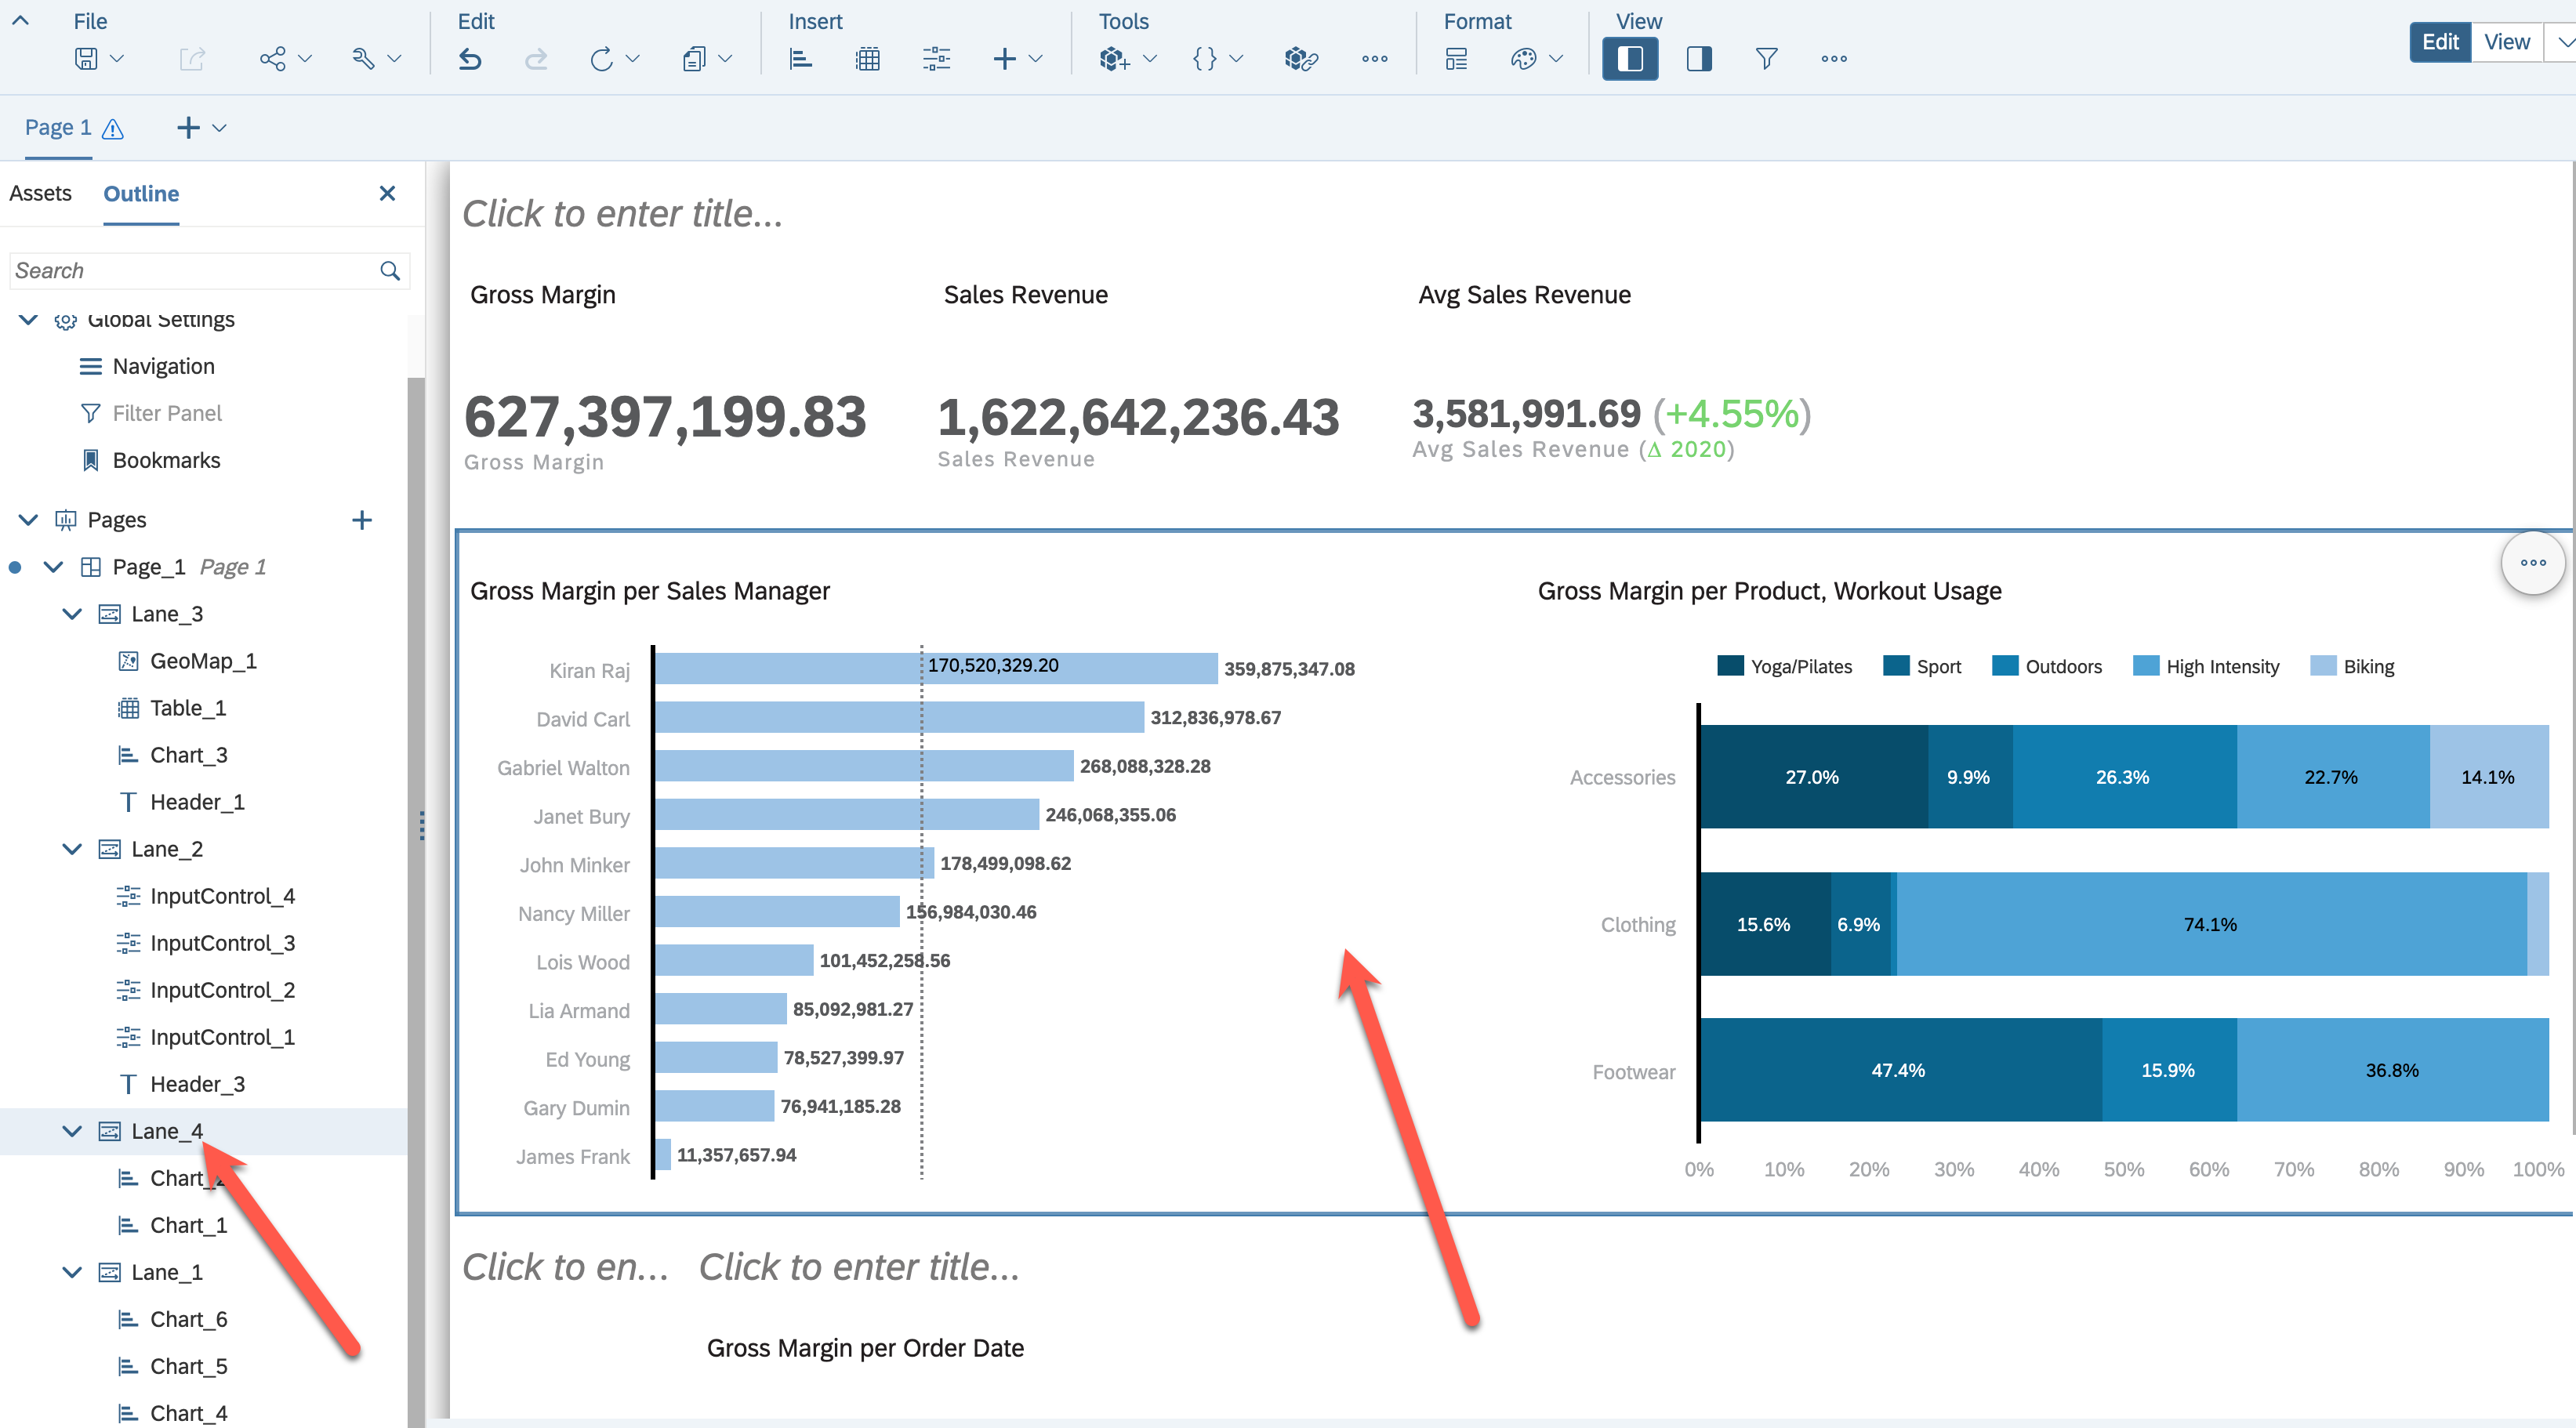 File Edit Insert Tools Format View
Edit View
Page 1
Assets Outline
Search
Global Settings
Navigation
Filter Panel
Bookmarks
Pages
Page_1 Page 1
Lane_3
GeoMap_1
Table_1
Chart_3
Header_1
Lane_2
InputControl_4
InputControl_3
InputControl_2
InputControl_1
Header_3
Lane_4
Chart_2
Chart_1
Lane_1
Chart_6
Chart_5
Chart_4
Click to enter title...
Gross Margin Sales Revenue Avg Sales Revenue
627,397,199.83 1,622,642,236.43 3,581,991.69 (+4.55%)
Gross Margin Sales Revenue Avg Sales Revenue (Δ 2020)
Gross Margin per Sales Manager
170,520,329.20
Kiran Raj 359,875,347.08
David Carl 312,836,978.67
Gabriel Walton 268,088,328.28
Janet Bury 246,068,355.06
John Minker 178,499,098.62
Nancy Miller 156,984,030.46
Lois Wood 101,452,258.56
Lia Armand 85,092,981.27
Ed Young 78,527,399.97
Gary Dumin 76,941,185.28
James Frank 11,357,657.94
Gross Margin per Product, Workout Usage
Yoga/Pilates Sport Outdoors High Intensity Biking
Accessories 27.0% 9.9% 26.3% 22.7% 14.1%
Clothing 15.6% 6.9% 74.1%
Footwear 47.4% 15.9% 36.8%
0% 10% 20% 30% 40% 50% 60% 70% 80% 90% 100%
Click to en... Click to enter title...
Gross Margin per Order Date